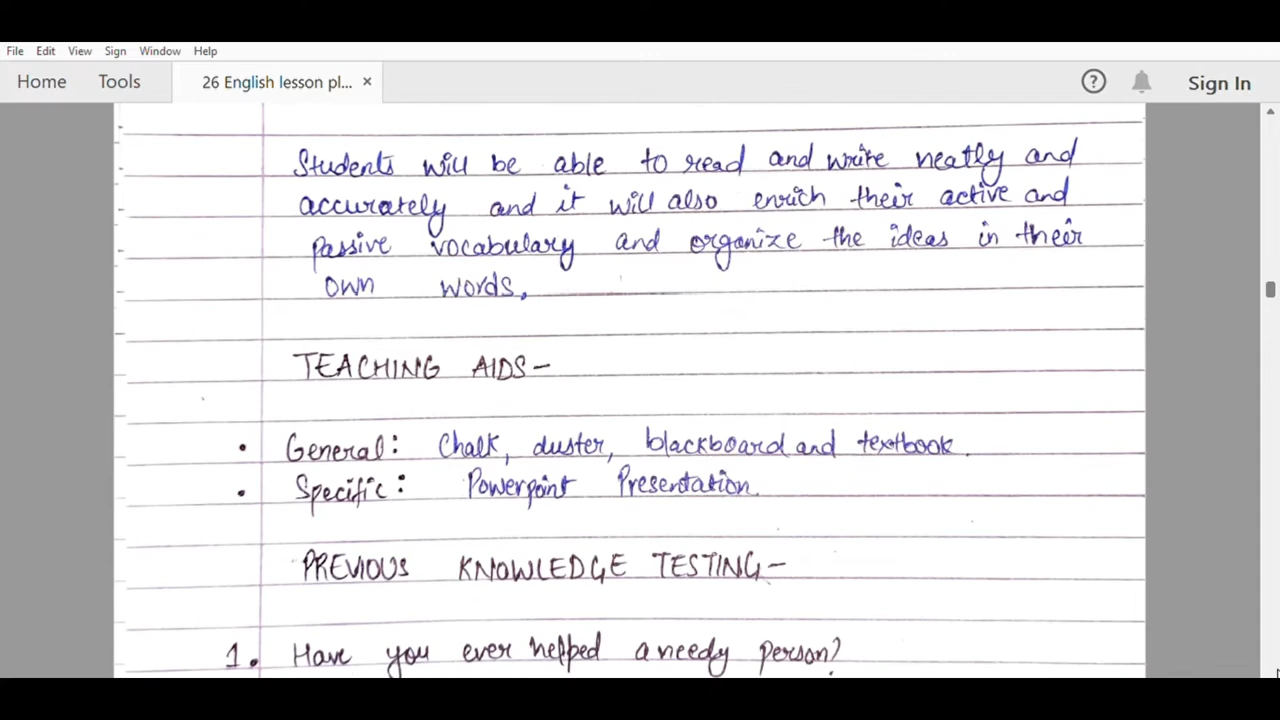 File Edit View Sign Window Help
Home Tools 26 English lesson pl... × Sign In
Students will be able to read and write neatly and
accurately and it will also enrich their active and
passive vocabulary and organize the ideas in their
own words.
TEACHING AIDS-
• General: Chalk, duster, blackboard and textbook.
• Specific: Powerpoint Presentation.
PREVIOUS KNOWLEDGE TESTING-
1. Have you ever helped a needy person?